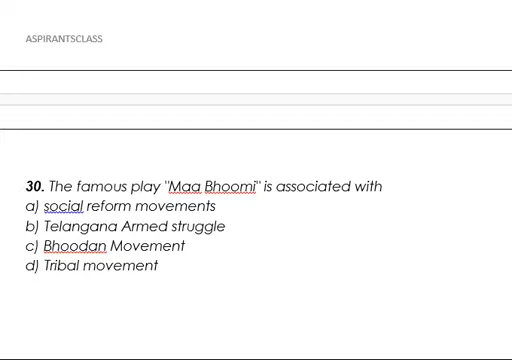 ASPIRANTSCLASS
30. The famous play "Maa Bhoomi" is associated with
a) social reform movements
b) Telangana Armed struggle
c) Bhoodan Movement
d) Tribal movement